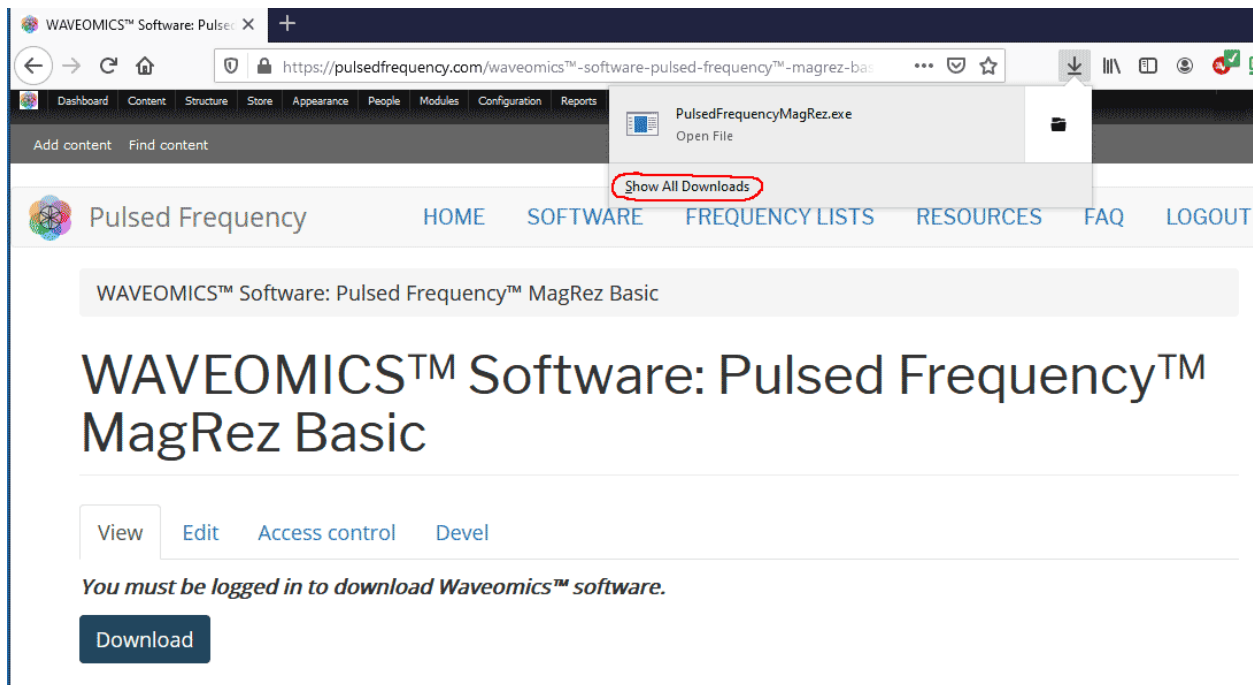 WAVEOMICS™ Software: Pulsed
https://pulsedfrequency.com/waveomics™-software-pulsed-frequency™-magrez-bas
Dashboard Content Structure Store Appearance People Modules Configuration Reports
PulsedFrequencyMagRez.exe
Open File
Add content Find content
Show All Downloads
Pulsed Frequency HOME SOFTWARE FREQUENCY LISTS RESOURCES FAQ LOGOUT
WAVEOMICS™ Software: Pulsed Frequency™ MagRez Basic
WAVEOMICS™ Software: Pulsed Frequency™
MagRez Basic
View Edit Access control Devel
You must be logged in to download Waveomics™ software.
Download